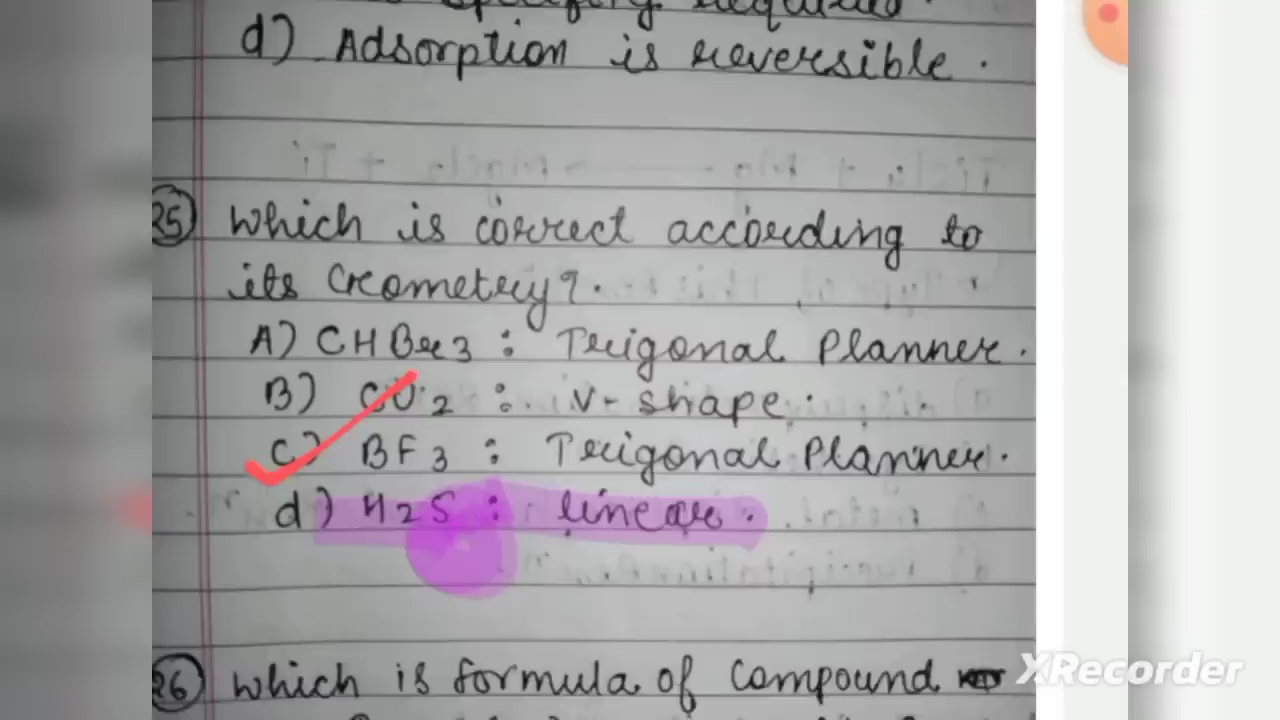 d) Adsorption is reversible.
25) Which is correct according to
its Geometry?
A) CHBr3 : Trigonal Planner.
B) CO2 : V-shape.
C) BF3 : Trigonal Planner.
d) H2S : linear.
26) Which is formula of compound
XRecorder